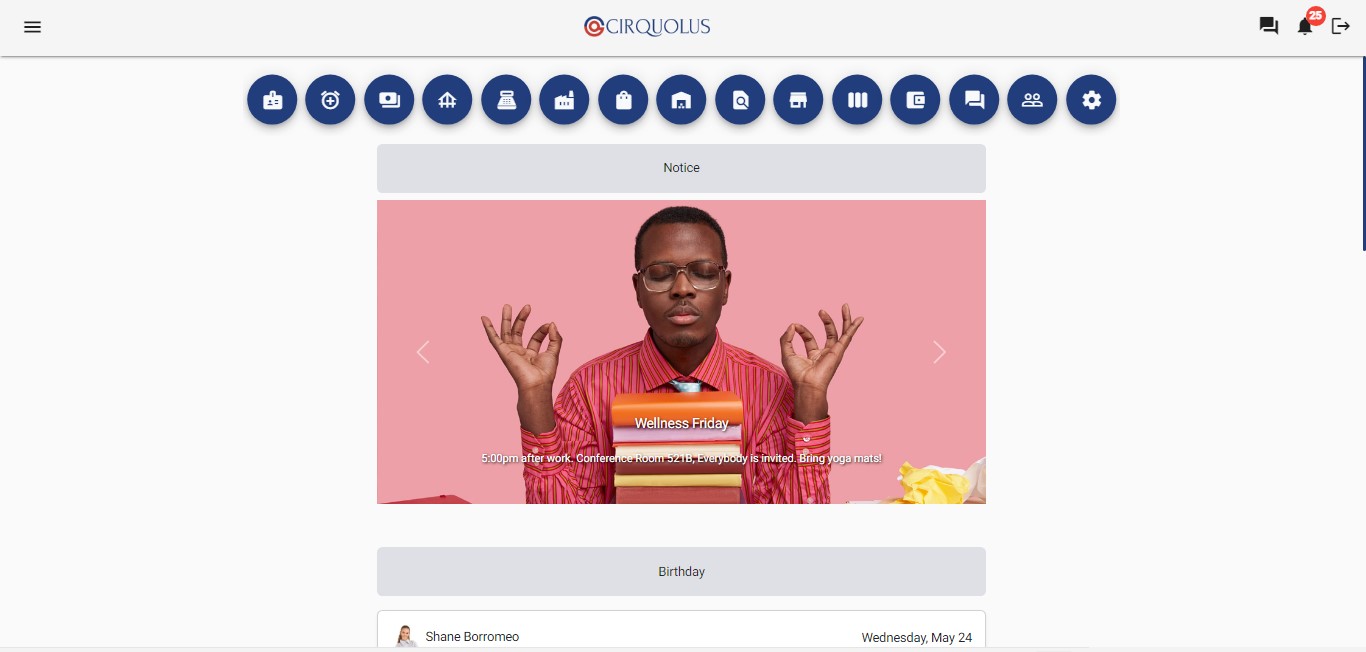 CIRQUOLUS
25
Notice
Wellness Friday
5:00pm after work. Conference Room 521B, Everybody is invited. Bring yoga mats!
Birthday
Shane Borromeo
Wednesday, May 24